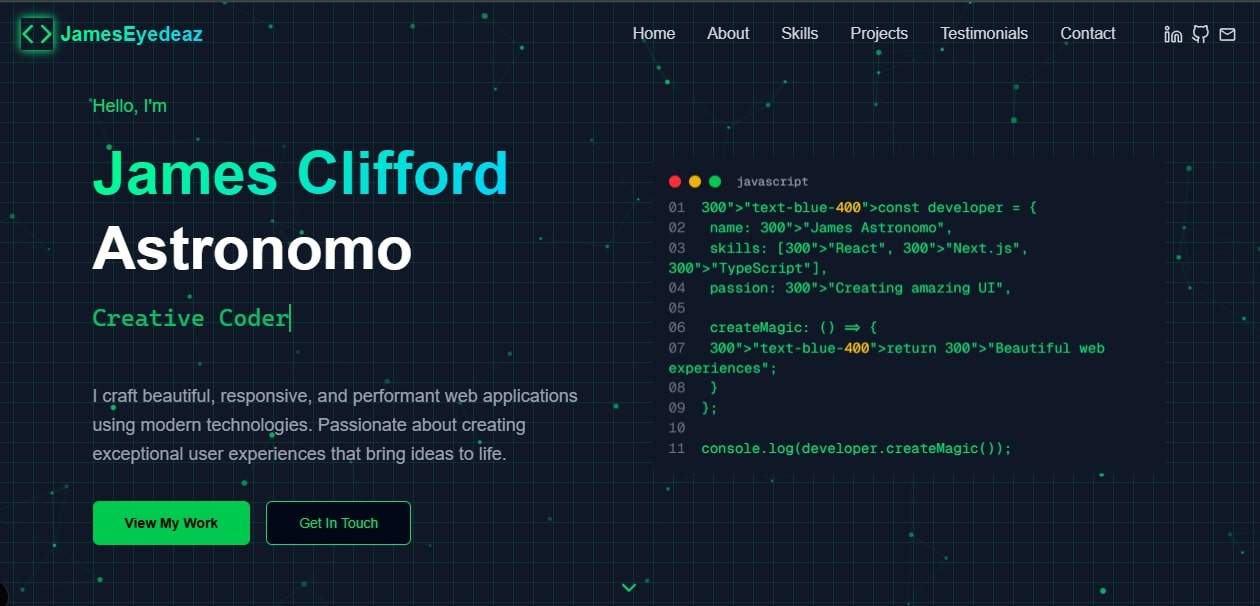 JamesEyedeaz
Home About Skills Projects Testimonials Contact
Hello, I'm
James Clifford
Astronomo
Creative Coder
I craft beautiful, responsive, and performant web applications
using modern technologies. Passionate about creating
exceptional user experiences that bring ideas to life.
View My Work Get In Touch
javascript
01 300">"text-blue-400">const developer = {
02 name: 300">"James Astronomo",
03 skills: [300">"React", 300">"Next.js",
300">"TypeScript"],
04 passion: 300">"Creating amazing UI",
05
06 createMagic: () => {
07 300">"text-blue-400">return 300">"Beautiful web
experiences";
08 }
09 };
10
11 console.log(developer.createMagic());